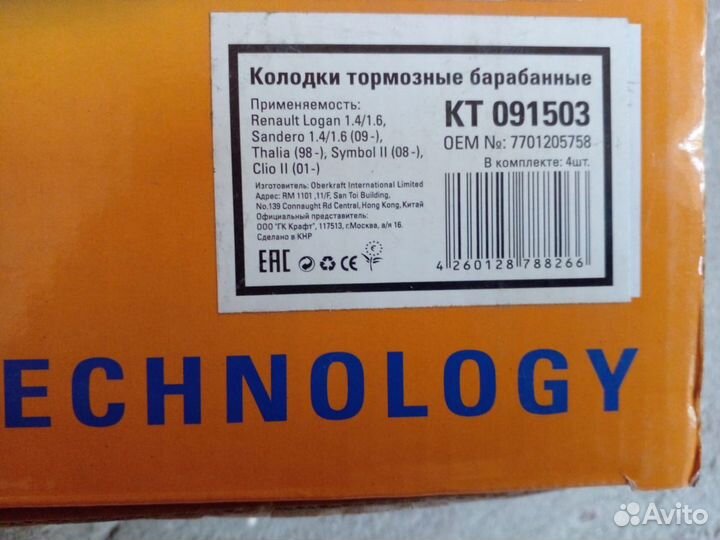 Колодки тормозные барабанные
Применяемость:
Renault Logan 1.4/1.6,
Sandero 1.4/1.6 (09-),
Thalia (98-), Symbol II (08-),
Clio II (01-)
KT 091503
OEM №: 7701205758
В комплекте: 4шт.
Изготовитель: Oberkraft International Limited
Адрес: RM 1101 ,11/F, San Toi Building,
No.139 Connaught Rd Central, Hong Kong, Китай
Официальный представитель:
ООО "ГК Крафт", 117513, г.Москва, а/я 16.
Сделано в КНР
EAC CE
4 260128 788266
ECHNOLOGY
Avito